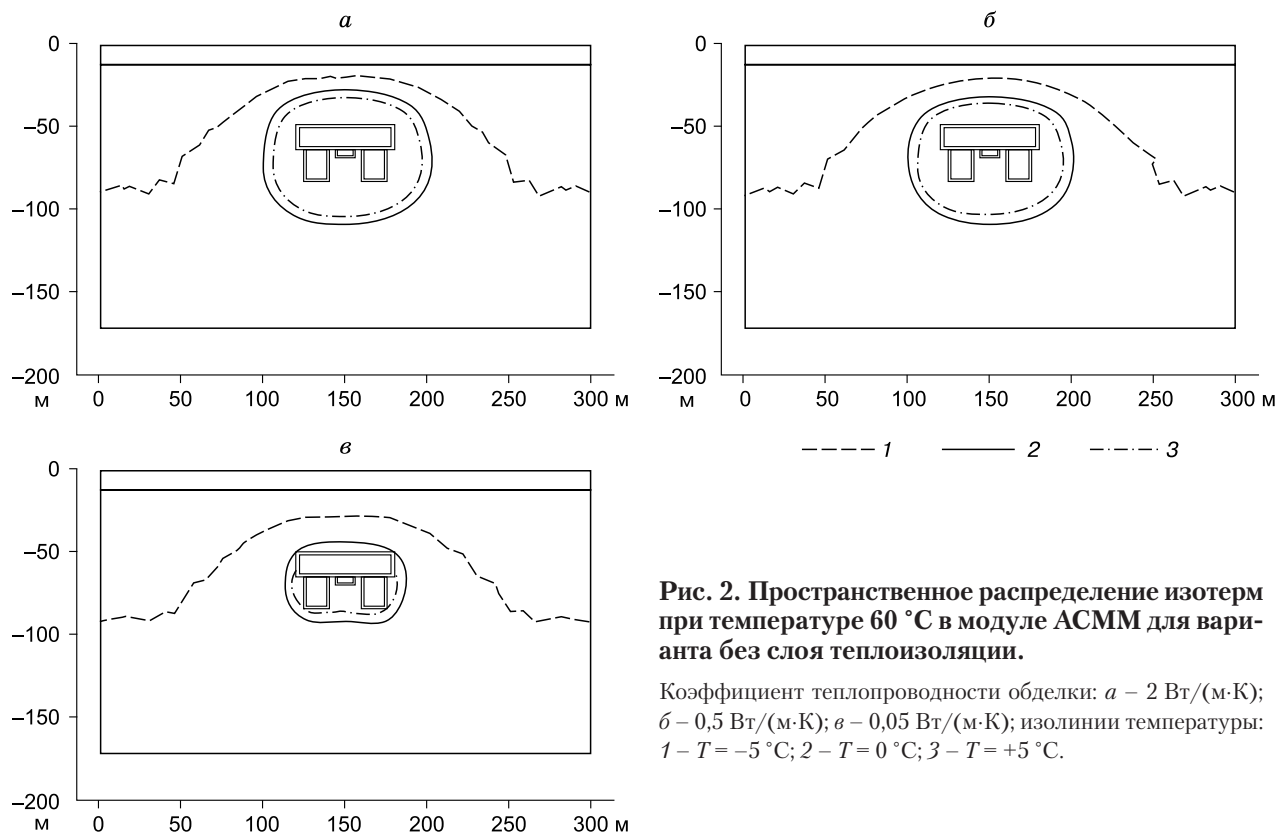 а
0
–50
–100
–150
–200
м 0 50 100 150 200 250 300 м
б
0
–50
–100
–150
–200
м 0 50 100 150 200 250 300 м
1 2 3
в
0
–50
–100
–150
–200
м 0 50 100 150 200 250 300 м
Рис. 2. Пространственное распределение изотерм
при температуре 60 °С в модуле АСММ для вари-
анта без слоя теплоизоляции.
Коэффициент теплопроводности обделки: а – 2 Вт/(м·К);
б – 0,5 Вт/(м·К); в – 0,05 Вт/(м·К); изолинии температуры:
1 – T = –5 °С; 2 – T = 0 °С; 3 – T = +5 °С.